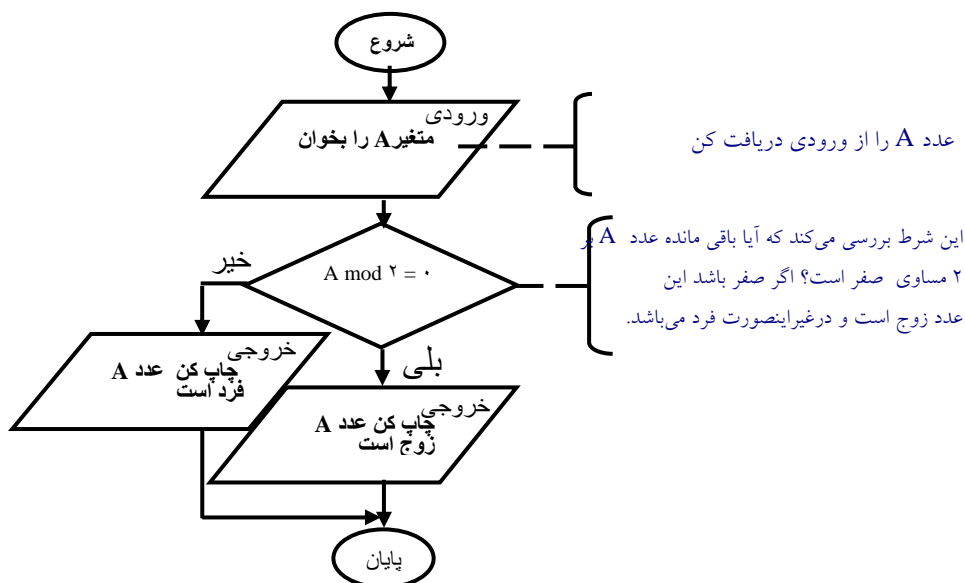 شروع
ورودی
متغیر A را بخوان
عدد A را از ورودی دریافت کن
این شرط بررسی می‌کند که آیا باقی مانده عدد A بر
۲ مساوی صفر است؟ اگر صفر باشد این
عدد زوج است و درغیراینصورت فرد می‌باشد.
A mod ۲ = ۰
خیر
بلی
خروجی
چاپ کن عدد A
فرد است
خروجی
چاپ کن عدد A
زوج است
پایان